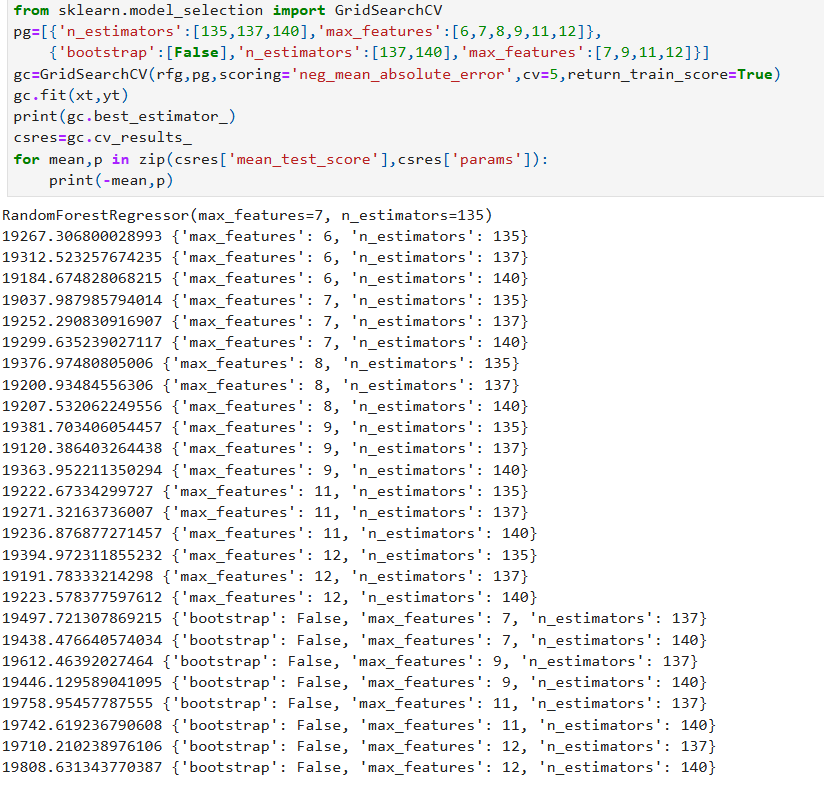 from sklearn.model_selection import GridSearchCV
pg=[{'n_estimators':[135,137,140],'max_features':[6,7,8,9,11,12]},
    {'bootstrap':[False],'n_estimators':[137,140],'max_features':[7,9,11,12]}]
gc=GridSearchCV(rfg,pg,scoring='neg_mean_absolute_error',cv=5,return_train_score=True)
gc.fit(xt,yt)
print(gc.best_estimator_)
csres=gc.cv_results_
for mean,p in zip(csres['mean_test_score'],csres['params']):
    print(-mean,p)
RandomForestRegressor(max_features=7, n_estimators=135)
19267.306800028993 {'max_features': 6, 'n_estimators': 135}
19312.523257674235 {'max_features': 6, 'n_estimators': 137}
19184.674828068215 {'max_features': 6, 'n_estimators': 140}
19037.987985794014 {'max_features': 7, 'n_estimators': 135}
19252.290830916907 {'max_features': 7, 'n_estimators': 137}
19299.635239027117 {'max_features': 7, 'n_estimators': 140}
19376.97480805006 {'max_features': 8, 'n_estimators': 135}
19200.93484556306 {'max_features': 8, 'n_estimators': 137}
19207.532062249556 {'max_features': 8, 'n_estimators': 140}
19381.703406054457 {'max_features': 9, 'n_estimators': 135}
19120.386403264438 {'max_features': 9, 'n_estimators': 137}
19363.952211350294 {'max_features': 9, 'n_estimators': 140}
19222.67334299727 {'max_features': 11, 'n_estimators': 135}
19271.32163736007 {'max_features': 11, 'n_estimators': 137}
19236.876877271457 {'max_features': 11, 'n_estimators': 140}
19394.972311855232 {'max_features': 12, 'n_estimators': 135}
19191.78333214298 {'max_features': 12, 'n_estimators': 137}
19223.578377597612 {'max_features': 12, 'n_estimators': 140}
19497.721307869215 {'bootstrap': False, 'max_features': 7, 'n_estimators': 137}
19438.476640574034 {'bootstrap': False, 'max_features': 7, 'n_estimators': 140}
19612.46392027464 {'bootstrap': False, 'max_features': 9, 'n_estimators': 137}
19446.129589041095 {'bootstrap': False, 'max_features': 9, 'n_estimators': 140}
19758.95457787555 {'bootstrap': False, 'max_features': 11, 'n_estimators': 137}
19742.619236790608 {'bootstrap': False, 'max_features': 11, 'n_estimators': 140}
19710.210238976106 {'bootstrap': False, 'max_features': 12, 'n_estimators': 137}
19808.631343770387 {'bootstrap': False, 'max_features': 12, 'n_estimators': 140}